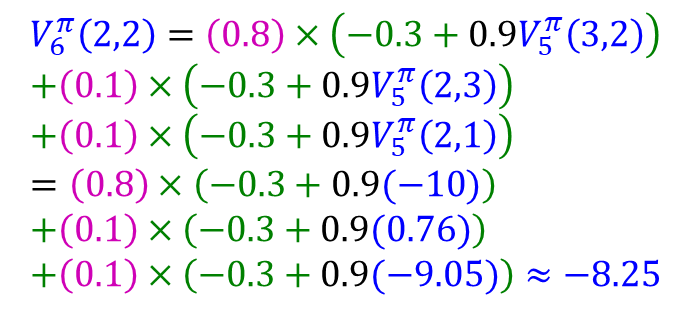 V_6^π(2,2) = (0.8) × (−0.3 + 0.9V_5^π(3,2))
+(0.1) × (−0.3 + 0.9V_5^π(2,3))
+(0.1) × (−0.3 + 0.9V_5^π(2,1))
= (0.8) × (−0.3 + 0.9(−10))
+(0.1) × (−0.3 + 0.9(0.76))
+(0.1) × (−0.3 + 0.9(−9.05)) ≈ −8.25